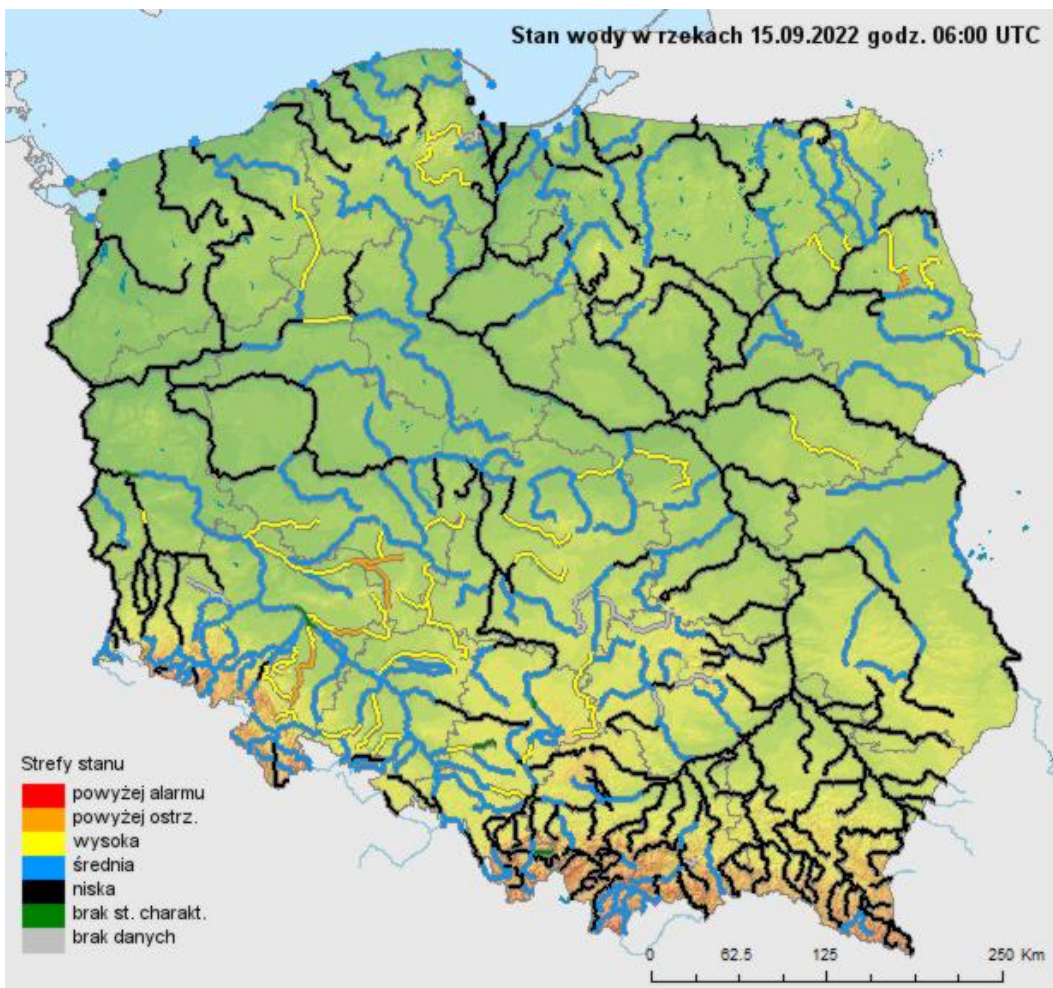 Stan wody w rzekach 15.09.2022 godz. 06:00 UTC
Strefy stanu
powyżej alarmu
powyżej ostrz.
wysoka
średnia
niska
brak st. charakt.
brak danych
0 62.5 125 250 Km